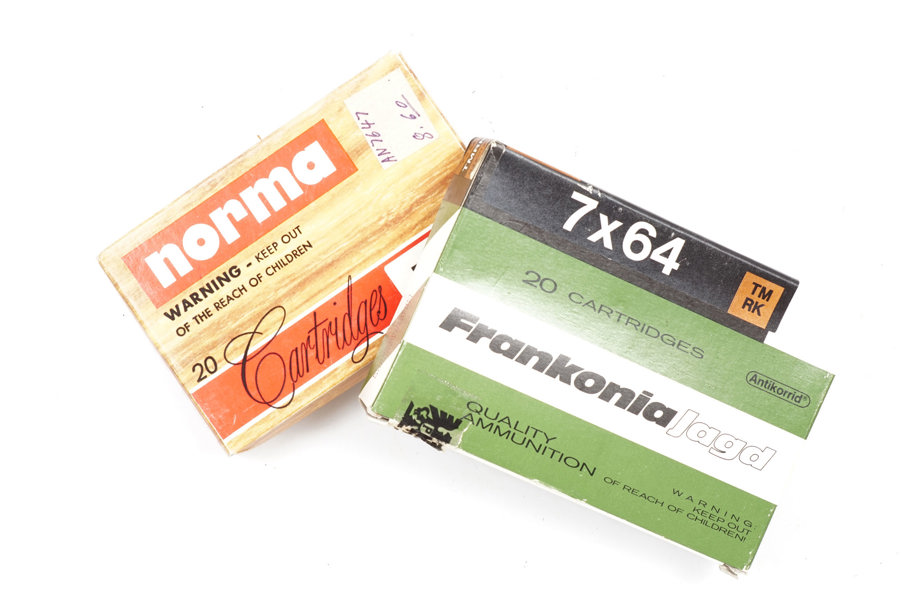 norma
WARNING - KEEP OUT
OF THE REACH OF CHILDREN
20 Cartridges
AN7647
8.60
7x64
TM
RK
20 CARTRIDGES
Frankonia Jagd
Antikorrid®
QUALITY
AMMUNITION
WARNING:
KEEP OUT
OF REACH OF CHILDREN!